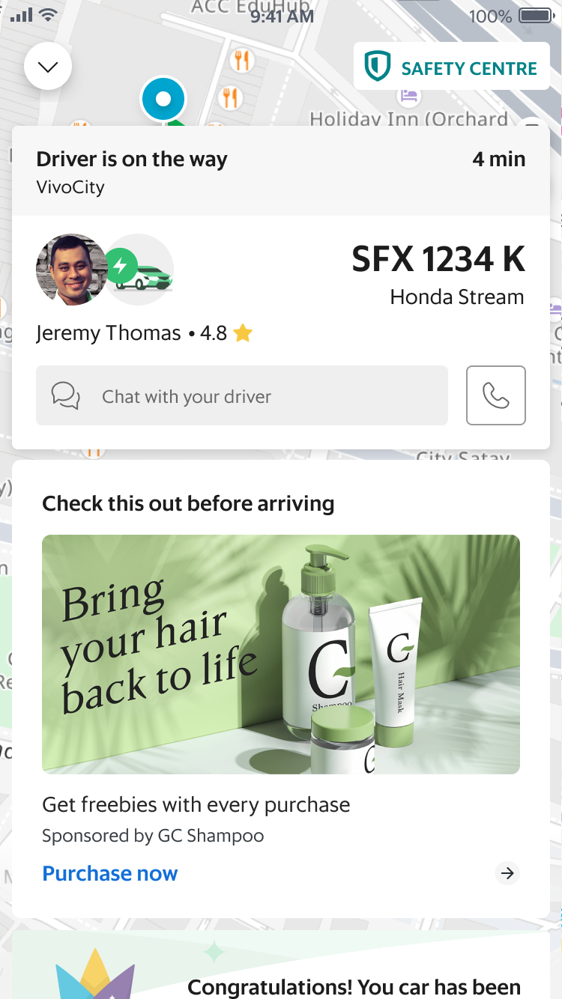 ACC EduHub
9:41 AM
100%
SAFETY CENTRE
Holiday Inn (Orchard
Driver is on the way
4 min
VivoCity
SFX 1234 K
Honda Stream
Jeremy Thomas • 4.8
Chat with your driver
City Satay
Check this out before arriving
Bring
your hair
back to life
G
Shampoo
G
Hair Mask
G
Get freebies with every purchase
Sponsored by GC Shampoo
Purchase now
Congratulations! You car has been